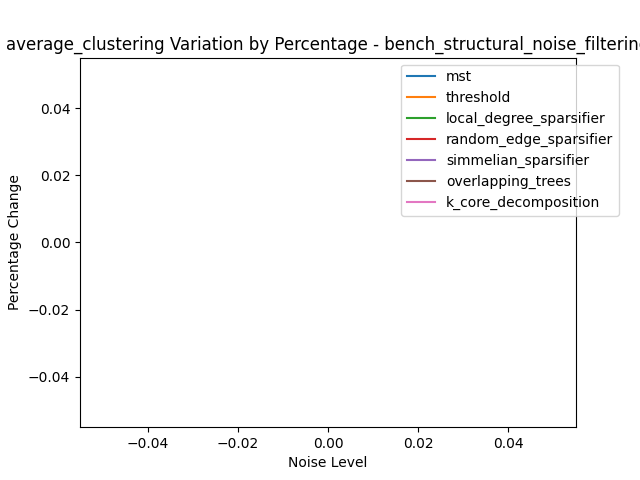 average_clustering Variation by Percentage - bench_structural_noise_filtering
mst
threshold
local_degree_sparsifier
random_edge_sparsifier
simmelian_sparsifier
overlapping_trees
k_core_decomposition
Percentage Change
0.04
0.02
0.00
−0.02
−0.04
−0.04
−0.02
0.00
0.02
0.04
Noise Level